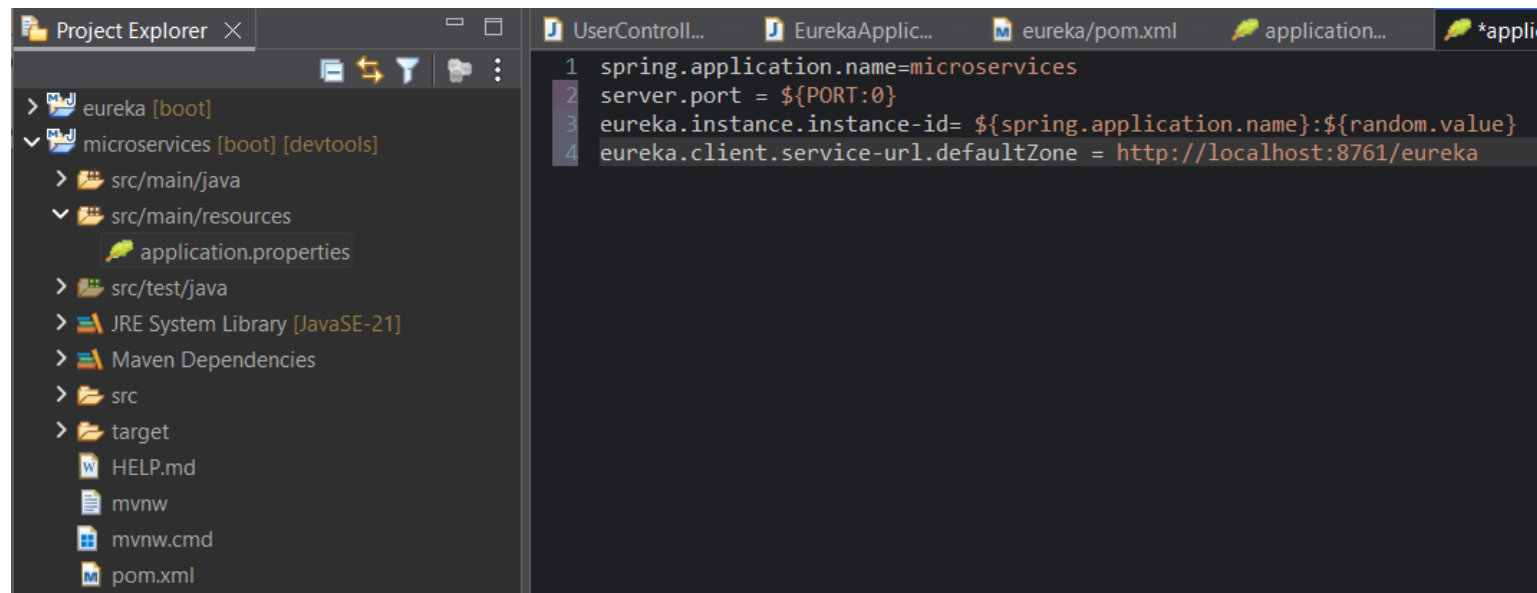 Project Explorer
UserControll... EurekaApplic... eureka/pom.xml application... *appli
eureka [boot]
microservices [boot] [devtools]
src/main/java
src/main/resources
application.properties
src/test/java
JRE System Library [JavaSE-21]
Maven Dependencies
src
target
HELP.md
mvnw
mvnw.cmd
pom.xml
1 spring.application.name=microservices
2 server.port = ${PORT:0}
3 eureka.instance.instance-id= ${spring.application.name}:${random.value}
4 eureka.client.service-url.defaultZone = http://localhost:8761/eureka